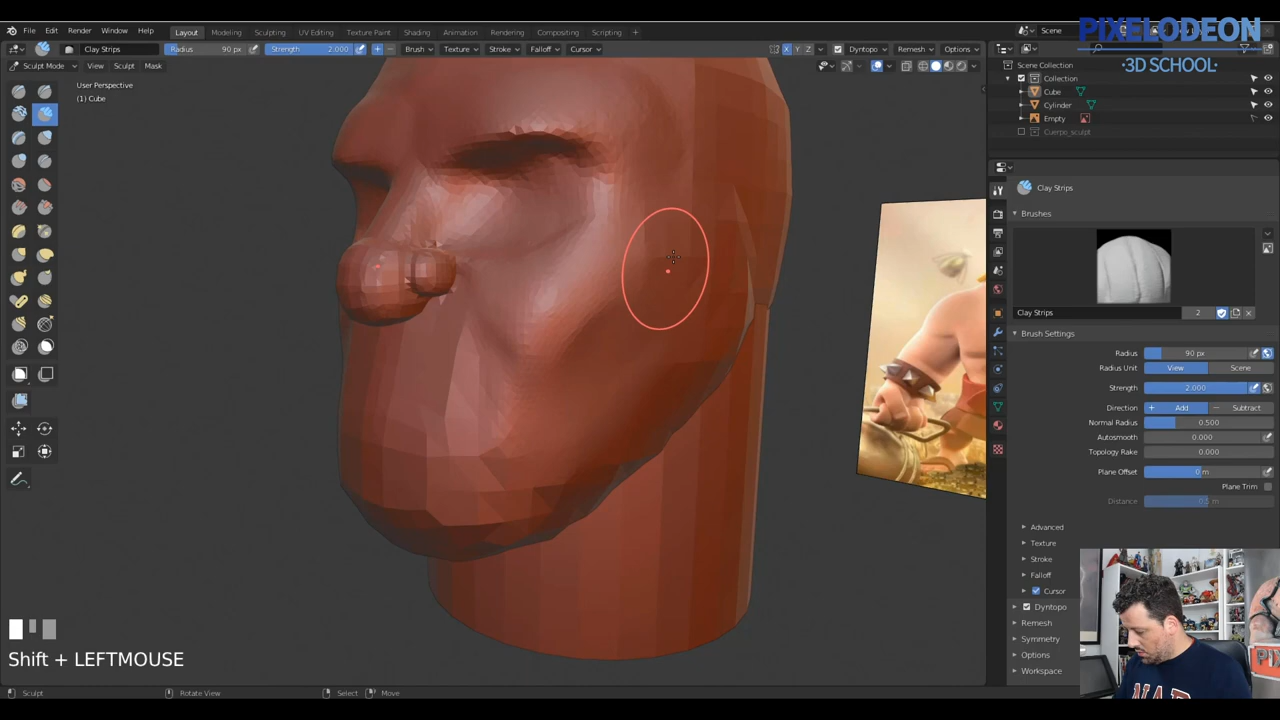 File Edit Render Window Help Layout Modeling Sculpting UV Editing Texture Paint Shading Animation Rendering Compositing Scripting + Scene
PIXELODEON
·3D SCHOOL·
Clay Strips Radius 90 px Strength 2.000 + Brush Texture Stroke Falloff Cursor X Y Z Dyntopo Remesh Options
Sculpt Mode View Sculpt Mask
User Perspective
(1) Cube
Scene Collection
Collection
Cube
Cylinder
Empty
Cuerpo_sculpt
Clay Strips
Brushes
Clay Strips 2
Brush Settings
Radius 90 px
Radius Unit View Scene
Strength 2.000
Direction + Add − Subtract
Normal Radius 0.500
Autosmooth 0.000
Topology Rake 0.000
Plane Offset 0 m
Plane Trim
Distance 0.5 m
Advanced
Texture
Stroke
Falloff
Cursor
Dyntopo
Remesh
Symmetry
Options
Workspace
Shift + LEFTMOUSE
Sculpt Rotate View Select Move